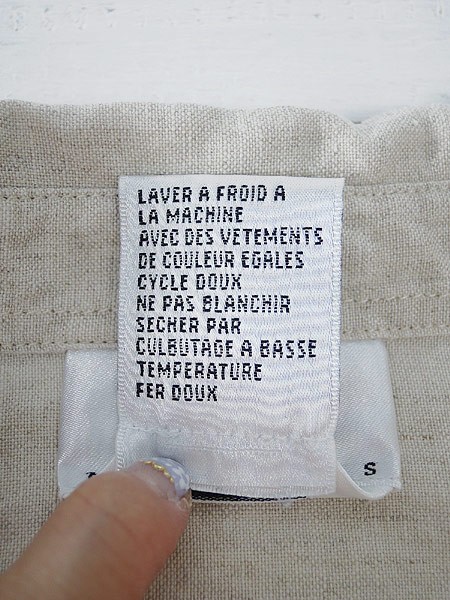 LAVER A FROID A
LA MACHINE
AVEC DES VETEMENTS
DE COULEUR EGALES
CYCLE DOUX
NE PAS BLANCHIR
SECHER PAR
CULBUTAGE A BASSE
TEMPERATURE
FER DOUX
S